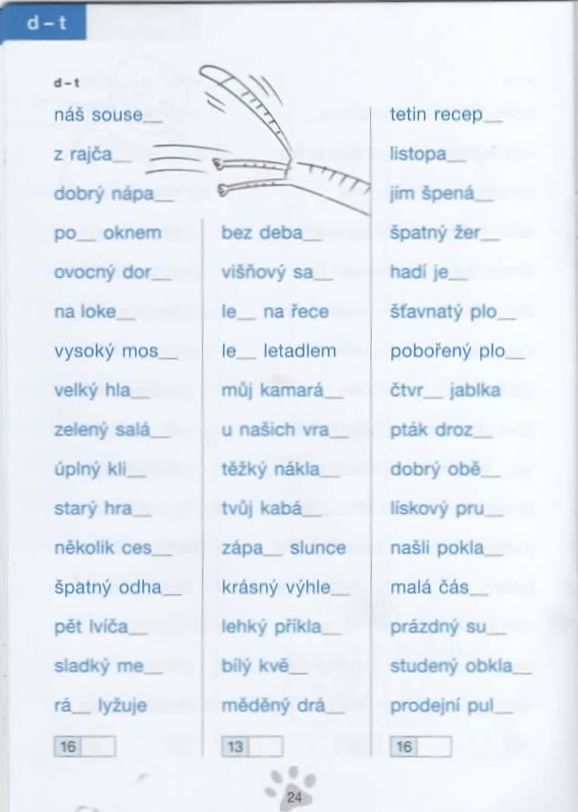 d – t
d – t
náš souse__
z rajča__
dobrý nápa__
po__ oknem
ovocný dor__
na loke__
vysoký mos__
velký hla__
zelený salá__
úplný kli__
starý hra__
několik ces__
špatný odha__
pět lvíča__
sladký me__
rá__ lyžuje
16
bez deba__
višňový sa__
le__ na řece
le__ letadlem
můj kamará__
u našich vra__
těžký nákla__
tvůj kabá__
zápa__ slunce
krásný výhle__
lehký příkla__
bílý kvě__
měděný drá__
13
tetin recep__
listopa__
jím špená__
špatný žer__
hadí je__
šťavnatý plo__
pobořený plo__
čtvr__ jablka
pták droz__
dobrý obě__
lískový pru__
našli pokla__
malá čás__
prázdný su__
studený obkla__
prodejní pul__
16
24